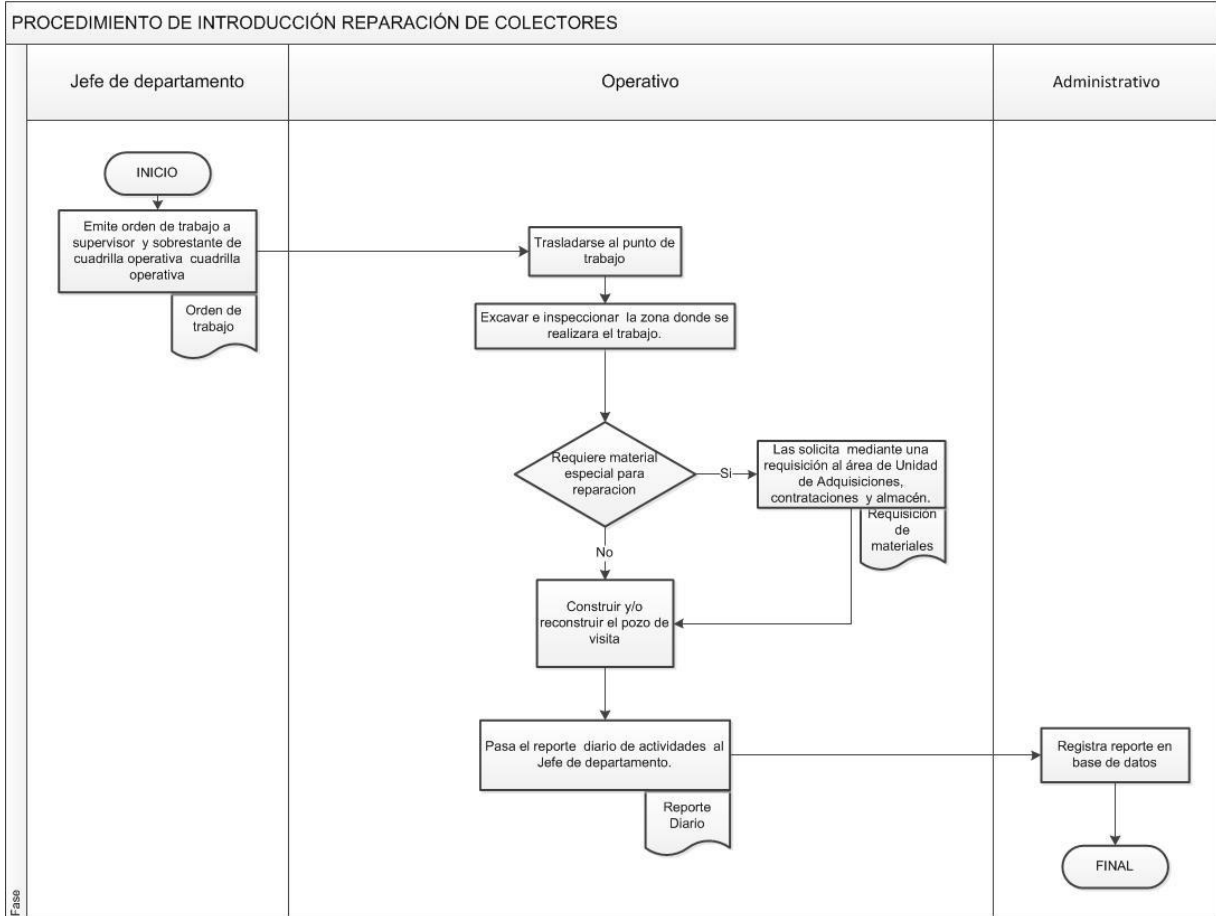 PROCEDIMIENTO DE INTRODUCCIÓN REPARACIÓN DE COLECTORES
Jefe de departamento
Operativo
Administrativo
INICIO
Emite orden de trabajo a
supervisor y sobrestante de
cuadrilla operativa cuadrilla
operativa
Orden de
trabajo
Trasladarse al punto de
trabajo
Excavar e inspeccionar la zona donde se
realizara el trabajo.
Requiere material
especial para
reparacion
Si
Las solicita mediante una
requisición al área de Unidad
de Adquisiciones,
contrataciones y almacén.
Requisición
de
materiales
No
Construir y/o
reconstruir el pozo de
visita
Pasa el reporte diario de actividades al
Jefe de departamento.
Reporte
Diario
Registra reporte en
base de datos
FINAL
Fase